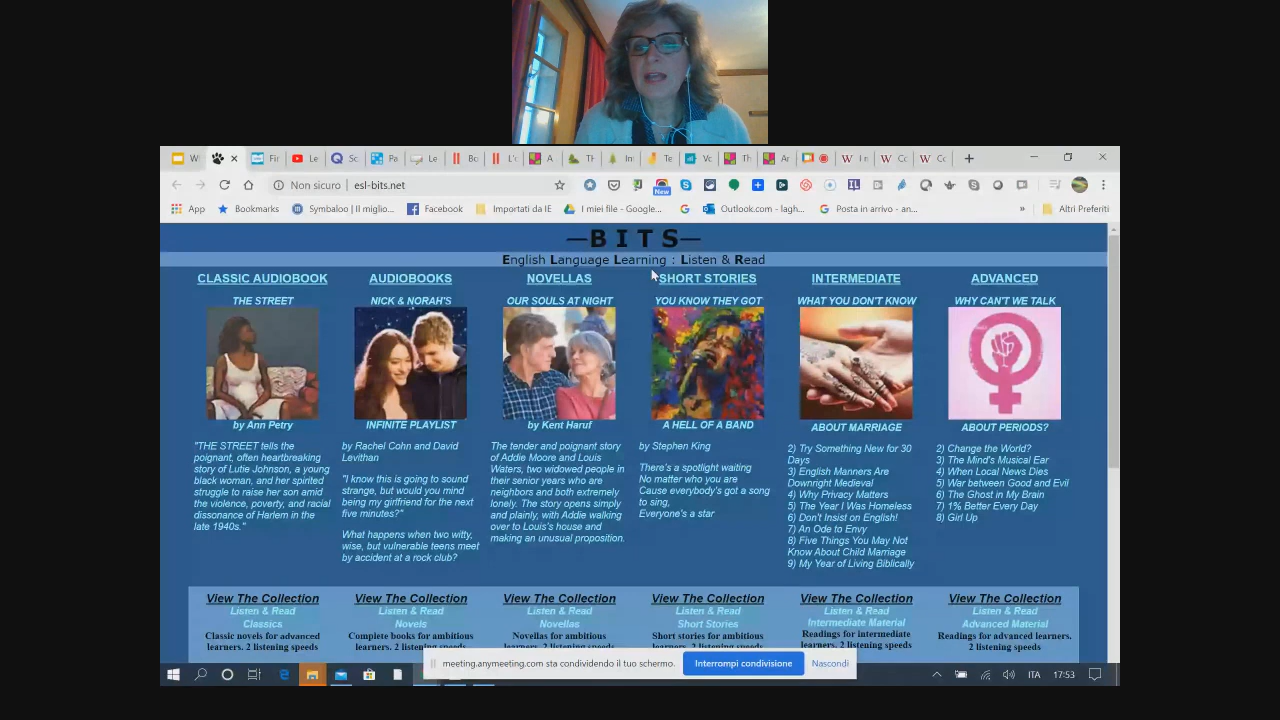 Non sicuro
esl-bits.net
New
App
Bookmarks
Symbaloo | Il miglio...
Facebook
Importati da IE
I miei file - Google...
Outlook.com - lagh...
Posta in arrivo - an...
»
Altri Preferiti
—B I T S—
English Language Learning : Listen & Read
CLASSIC AUDIOBOOK
THE STREET
by Ann Petry
"THE STREET tells the
poignant, often heartbreaking
story of Lutie Johnson, a young
black woman, and her spirited
struggle to raise her son amid
the violence, poverty, and racial
dissonance of Harlem in the
late 1940s."
AUDIOBOOKS
NICK & NORAH'S
INFINITE PLAYLIST
by Rachel Cohn and David
Levithan
"I know this is going to sound
strange, but would you mind
being my girlfriend for the next
five minutes?"
What happens when two witty,
wise, but vulnerable teens meet
by accident at a rock club?
NOVELLAS
OUR SOULS AT NIGHT
by Kent Haruf
The tender and poignant story
of Addie Moore and Louis
Waters, two widowed people in
their senior years who are
neighbors and both extremely
lonely. The story opens simply
and plainly, with Addie walking
over to Louis's house and
making an unusual proposition.
SHORT STORIES
YOU KNOW THEY GOT
A HELL OF A BAND
by Stephen King
There's a spotlight waiting
No matter who you are
Cause everybody's got a song
to sing,
Everyone's a star
INTERMEDIATE
WHAT YOU DON'T KNOW
ABOUT MARRIAGE
2) Try Something New for 30
Days
3) English Manners Are
Downright Medieval
4) Why Privacy Matters
5) The Year I Was Homeless
6) Don't Insist on English!
7) An Ode to Envy
8) Five Things You May Not
Know About Child Marriage
9) My Year of Living Biblically
ADVANCED
WHY CAN'T WE TALK
ABOUT PERIODS?
2) Change the World?
3) The Mind's Musical Ear
4) When Local News Dies
5) War between Good and Evil
6) The Ghost in My Brain
7) 1% Better Every Day
8) Girl Up
View The Collection
Listen & Read
Classics
Classic novels for advanced
learners. 2 listening speeds
View The Collection
Listen & Read
Novels
Complete books for ambitious
learners. 2 listening speeds
View The Collection
Listen & Read
Novellas
Novellas for ambitious
learners. 2 listening speeds
View The Collection
Listen & Read
Short Stories
Short stories for ambitious
learners. 2 listening speeds
View The Collection
Listen & Read
Intermediate Material
Readings for intermediate
learners. 2 listening speeds
View The Collection
Listen & Read
Advanced Material
Readings for advanced learners.
2 listening speeds
meeting.anymeeting.com sta condividendo il tuo schermo.
Interrompi condivisione
Nascondi
ITA
17:53